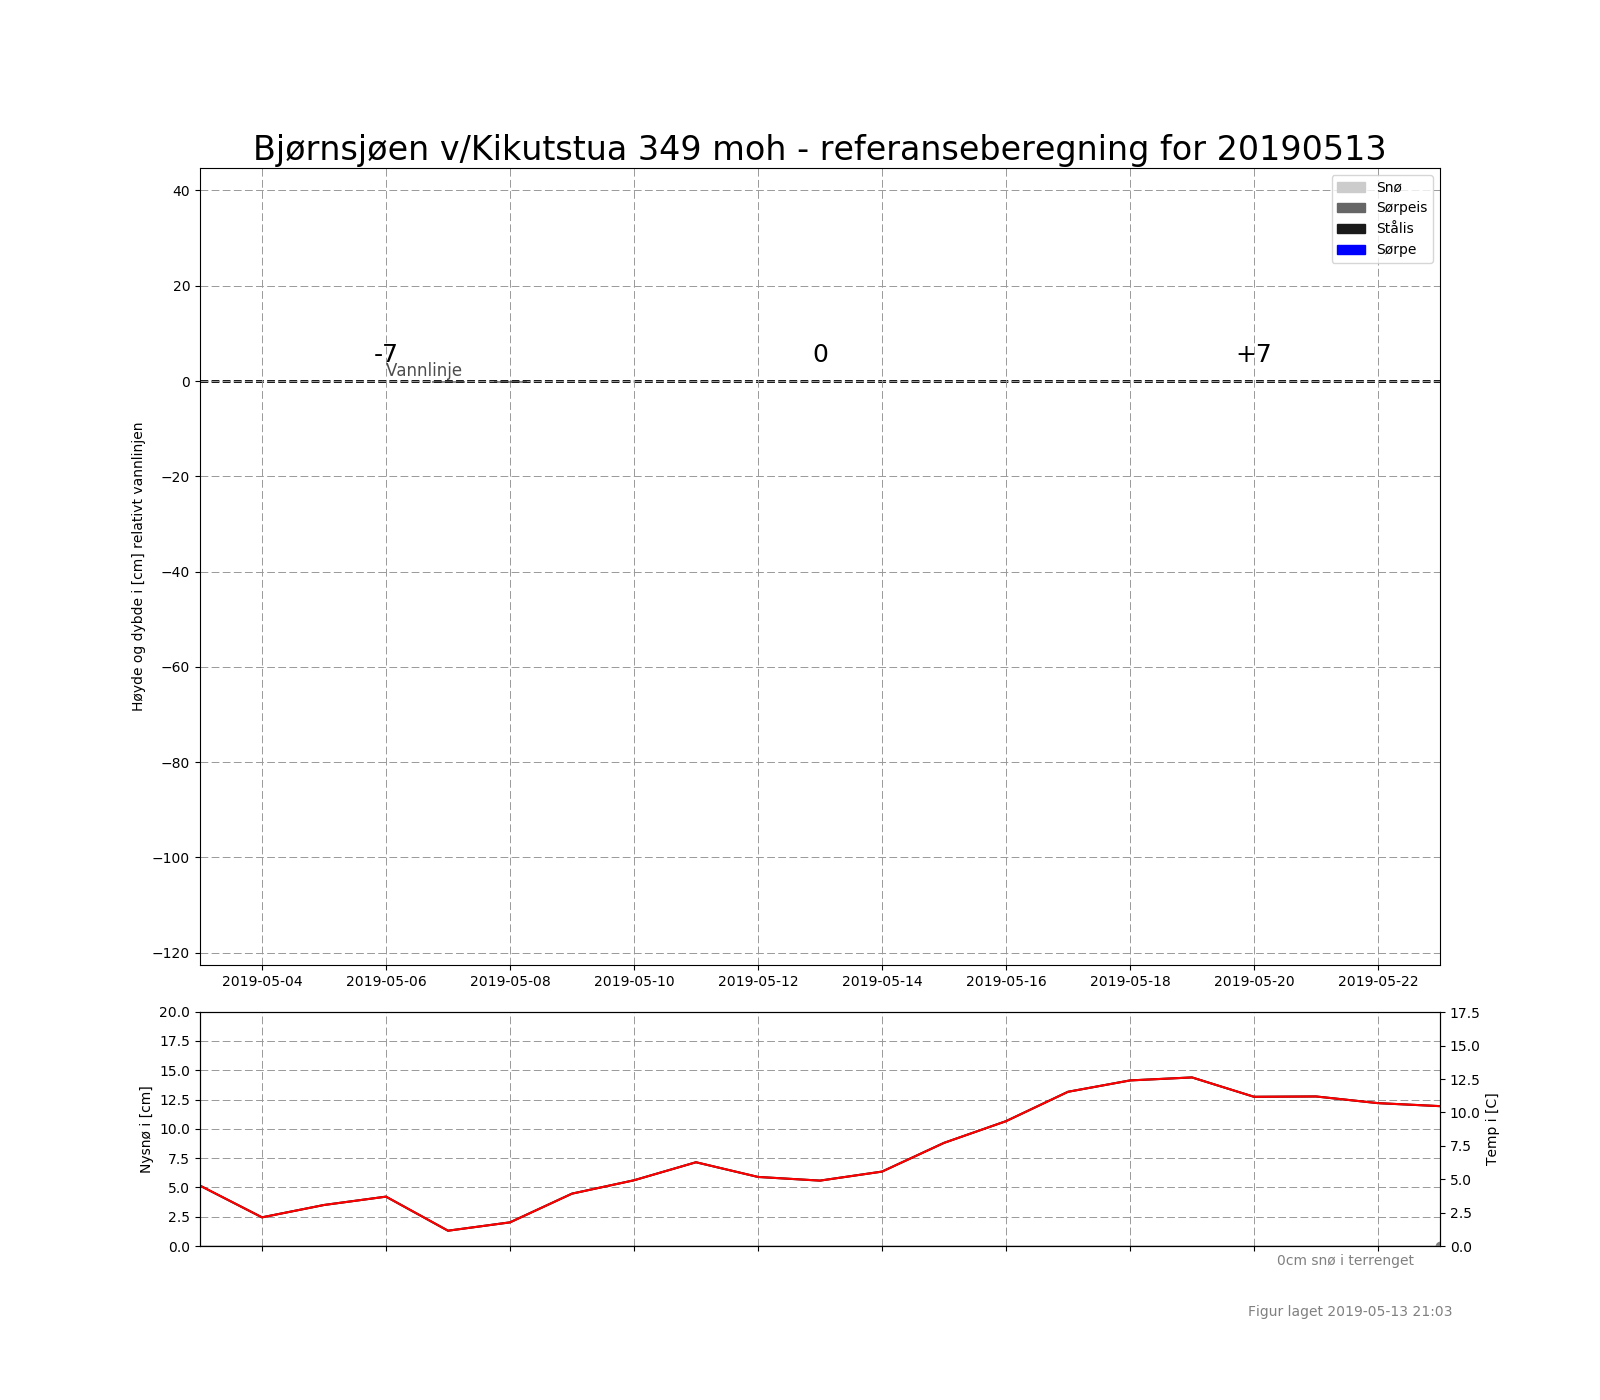 Bjørnsjøen v/Kikutstua 349 moh - referanseberegning for 20190513
Snø
Sørpeis
Stålis
Sørpe
40
20
0
−20
−40
−60
−80
−100
−120
Høyde og dybde i [cm] relativt vannlinjen
-7
0
+7
Vannlinje
2019-05-04 2019-05-06 2019-05-08 2019-05-10 2019-05-12 2019-05-14 2019-05-16 2019-05-18 2019-05-20 2019-05-22
20.0
17.5
15.0
12.5
10.0
7.5
5.0
2.5
0.0
Nysnø i [cm]
17.5
15.0
12.5
10.0
7.5
5.0
2.5
0.0
Temp i [C]
0cm snø i terrenget
Figur laget 2019-05-13 21:03